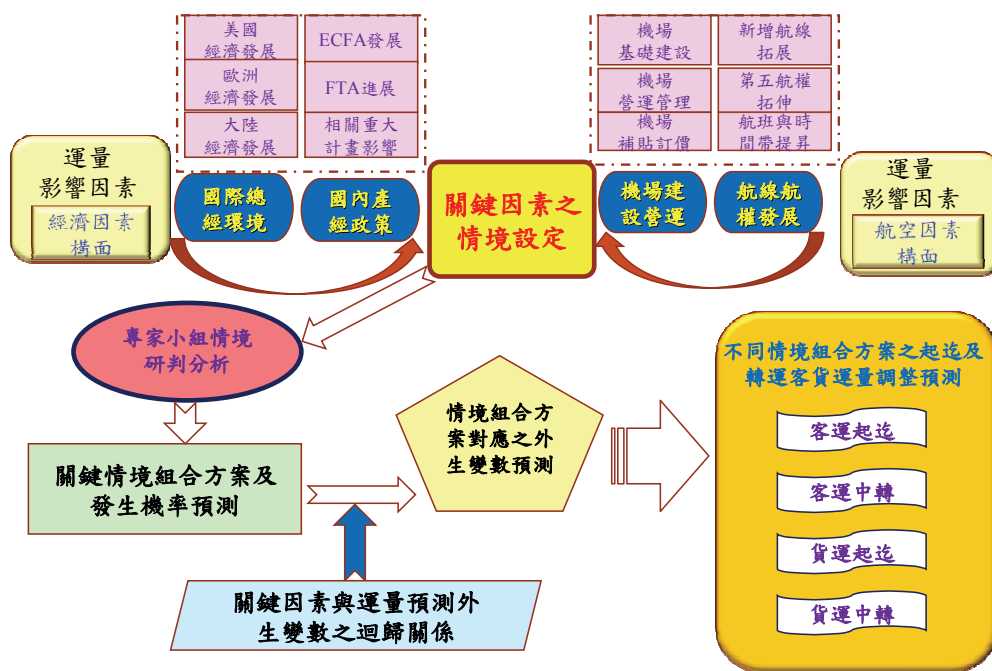 美國
經濟發展
ECFA發展
歐洲
經濟發展
FTA進展
大陸
經濟發展
相關重大
計畫影響
機場
基礎建設
新增航線
拓展
機場
營運管理
第五航權
拓伸
機場
補貼訂價
航班與時
間帶提昇
運量
影響因素
經濟因素
構面
國際總
經環境
國內產
經政策
關鍵因素之
情境設定
機場建
設營運
航線航
權發展
運量
影響因素
航空因素
構面
專家小組情境
研判分析
關鍵情境組合方案及
發生機率預測
情境組合方
案對應之外
生變數預測
關鍵因素與運量預測外
生變數之迴歸關係
不同情境組合方案之起迄及
轉運客貨運量調整預測
客運起迄
客運中轉
貨運起迄
貨運中轉